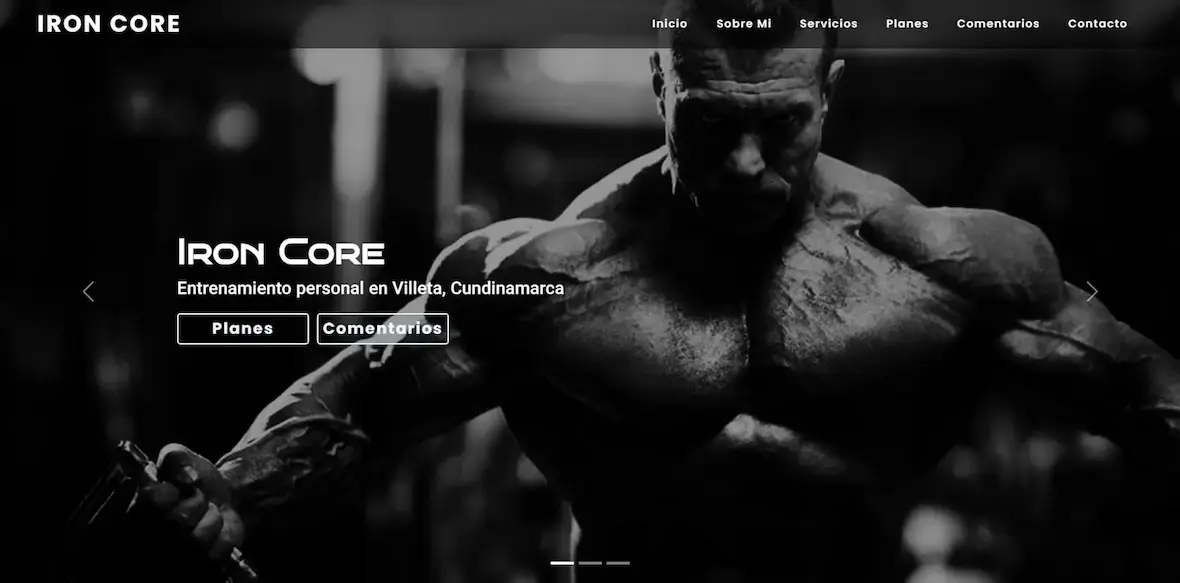 IRON CORE
Inicio Sobre Mi Servicios Planes Comentarios Contacto
Iron Core
Entrenamiento personal en Villeta, Cundinamarca
Planes Comentarios